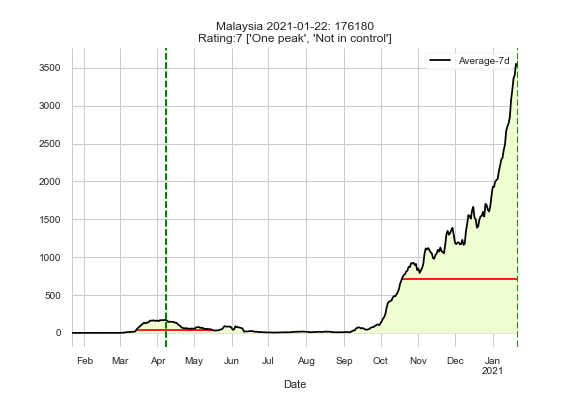 Malaysia 2021-01-22: 176180
Rating:7 ['One peak', 'Not in control']
Average-7d
3500
3000
2500
2000
1500
1000
500
0
Feb Mar Apr May Jun Jul Aug Sep Oct Nov Dec Jan
2021
Date